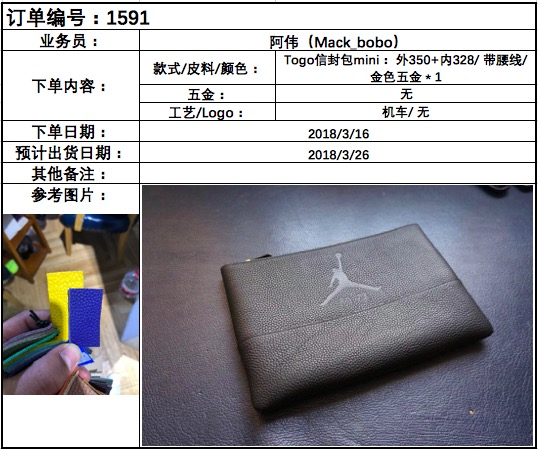 订单编号：1591
业务员：
阿伟（Mack_bobo）
下单内容：
款式/皮料/颜色：
Togo信封包mini：外350+内328/ 带腰线/
金色五金 * 1
五金：
无
工艺/Logo：
机车/ 无
下单日期：
2018/3/16
预计出货日期：
2018/3/26
其他备注：
参考图片：